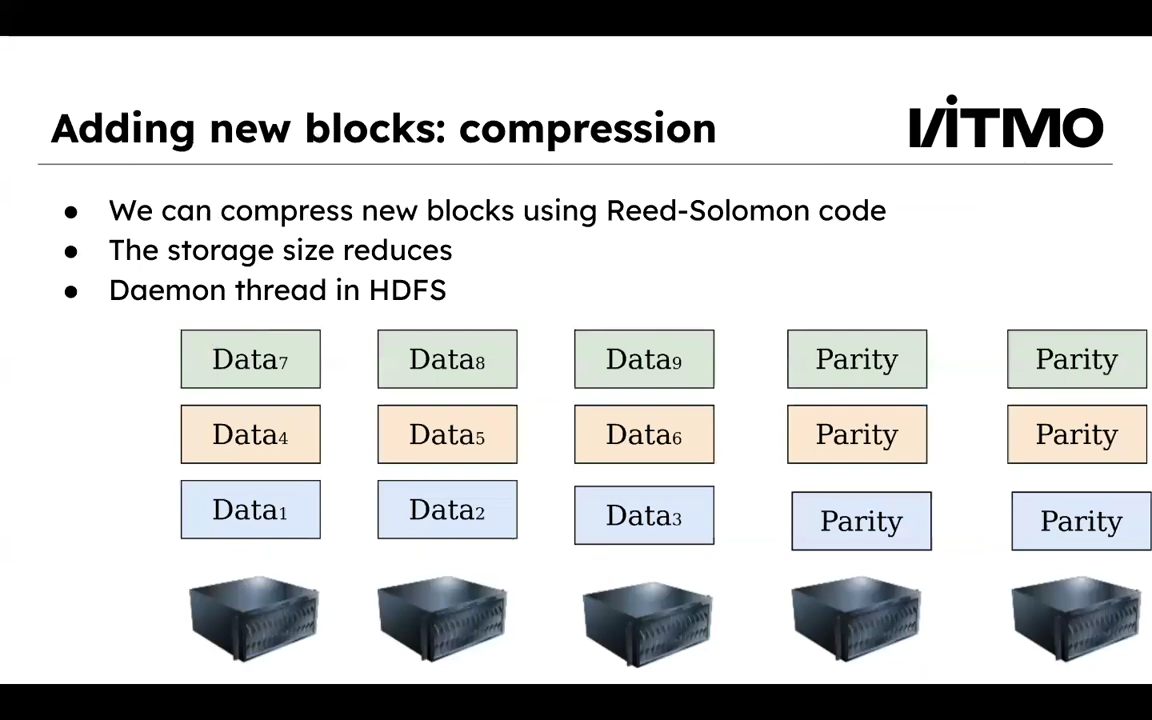 Adding new blocks: compression
ITMO
● We can compress new blocks using Reed-Solomon code
● The storage size reduces
● Daemon thread in HDFS
Data₇ Data₈ Data₉ Parity Parity
Data₄ Data₅ Data₆ Parity Parity
Data₁ Data₂ Data₃ Parity Parity